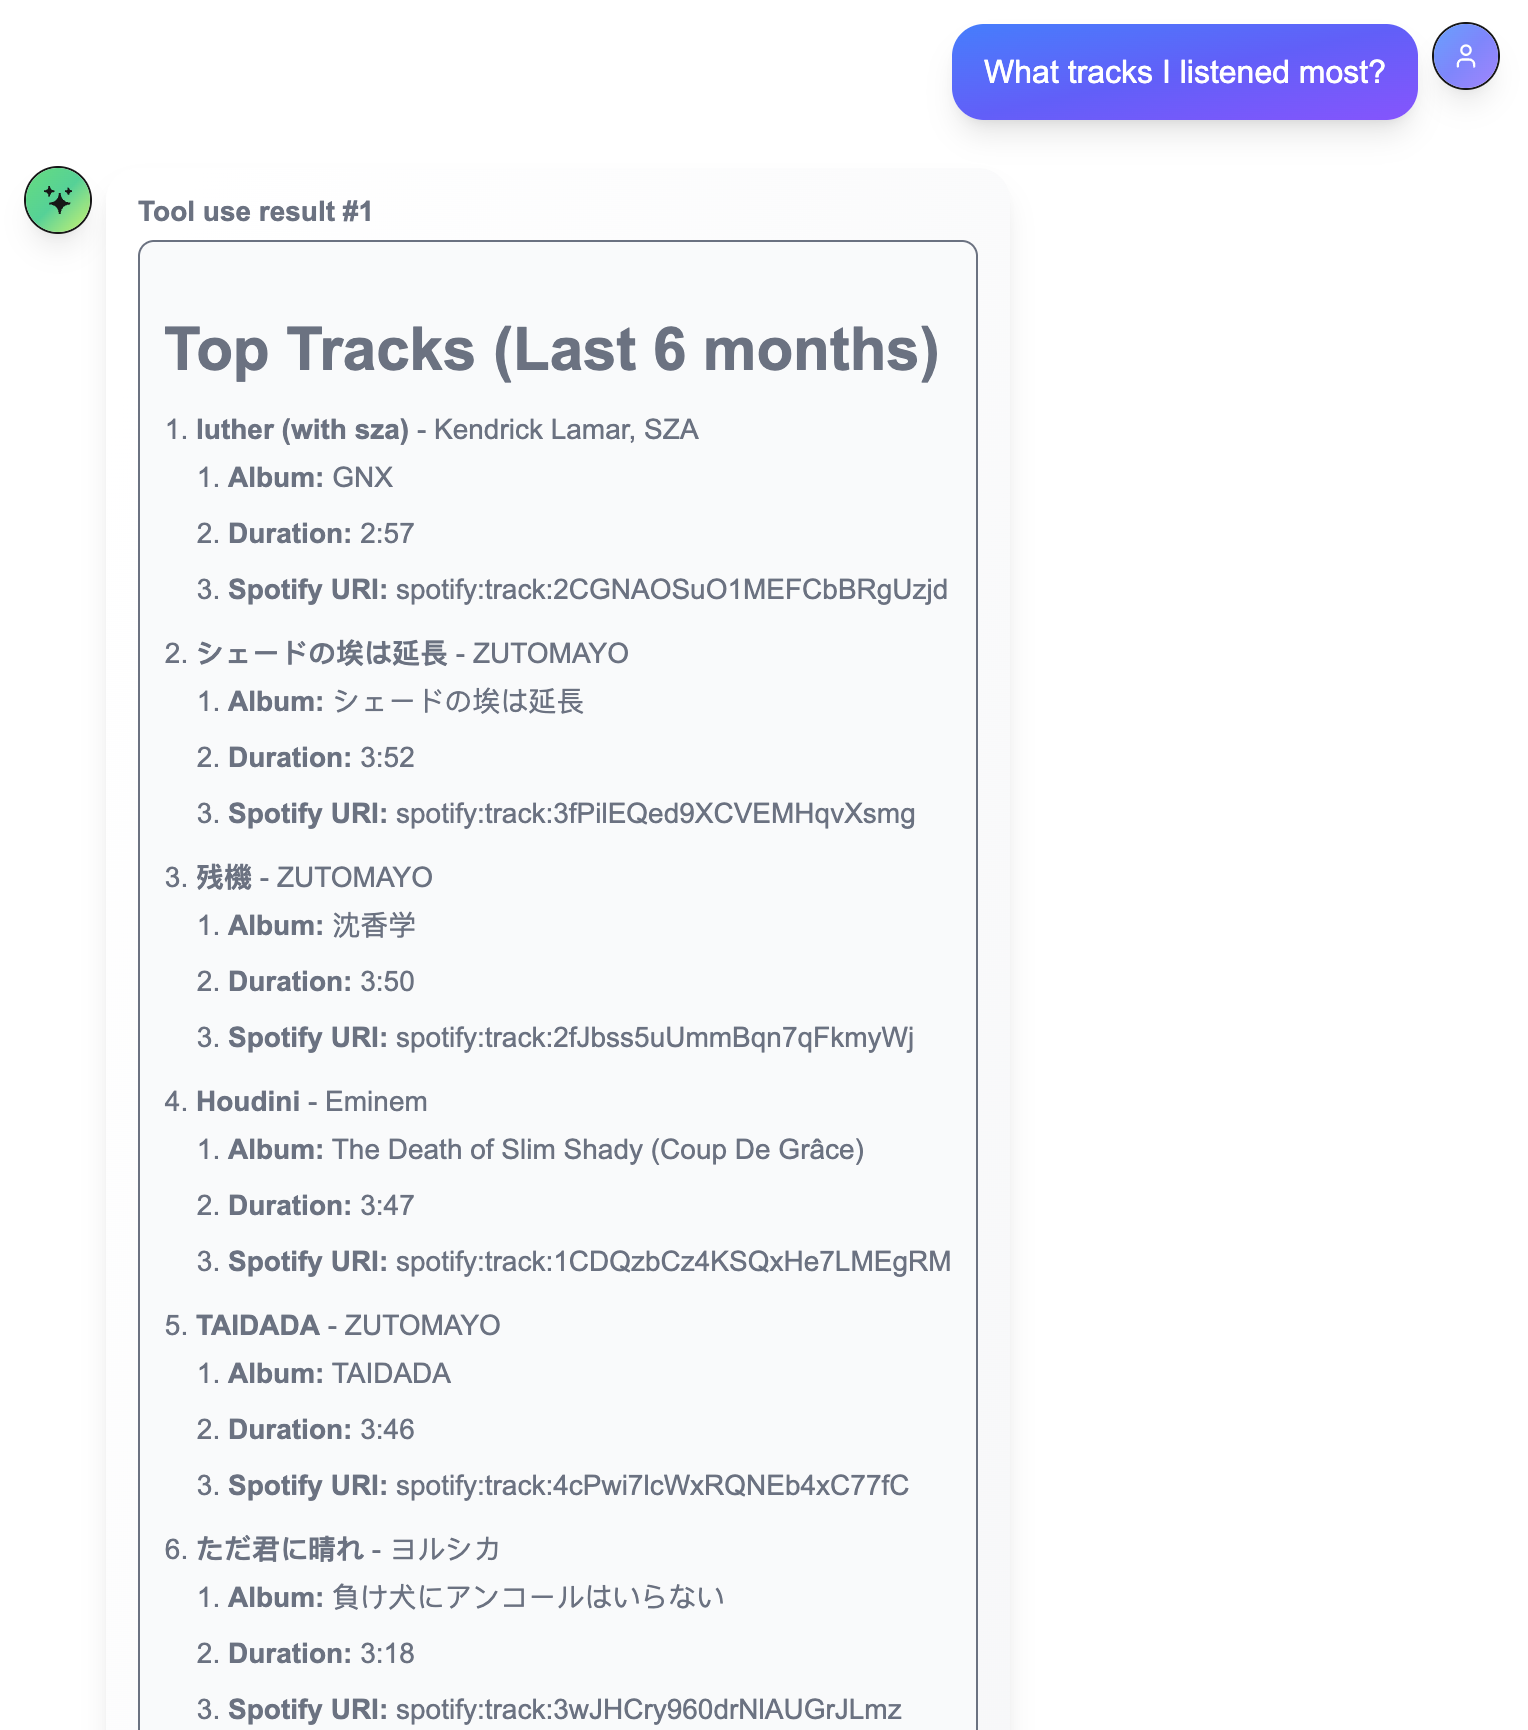 What tracks I listened most?
Tool use result #1
Top Tracks (Last 6 months)
1. luther (with sza) - Kendrick Lamar, SZA
1. Album: GNX
2. Duration: 2:57
3. Spotify URI: spotify:track:2CGNAOSuO1MEFCbBRgUzjd
2. シェードの埃は延長 - ZUTOMAYO
1. Album: シェードの埃は延長
2. Duration: 3:52
3. Spotify URI: spotify:track:3fPilEQed9XCVEMHqvXsmg
3. 残機 - ZUTOMAYO
1. Album: 沈香学
2. Duration: 3:50
3. Spotify URI: spotify:track:2fJbss5uUmmBqn7qFkmyWj
4. Houdini - Eminem
1. Album: The Death of Slim Shady (Coup De Grâce)
2. Duration: 3:47
3. Spotify URI: spotify:track:1CDQzbCz4KSQxHe7LMEgRM
5. TAIDADA - ZUTOMAYO
1. Album: TAIDADA
2. Duration: 3:46
3. Spotify URI: spotify:track:4cPwi7lcWxRQNEb4xC77fC
6. ただ君に晴れ - ヨルシカ
1. Album: 負け犬にアンコールはいらない
2. Duration: 3:18
3. Spotify URI: spotify:track:3wJHCry960drNlAUGrJLmz